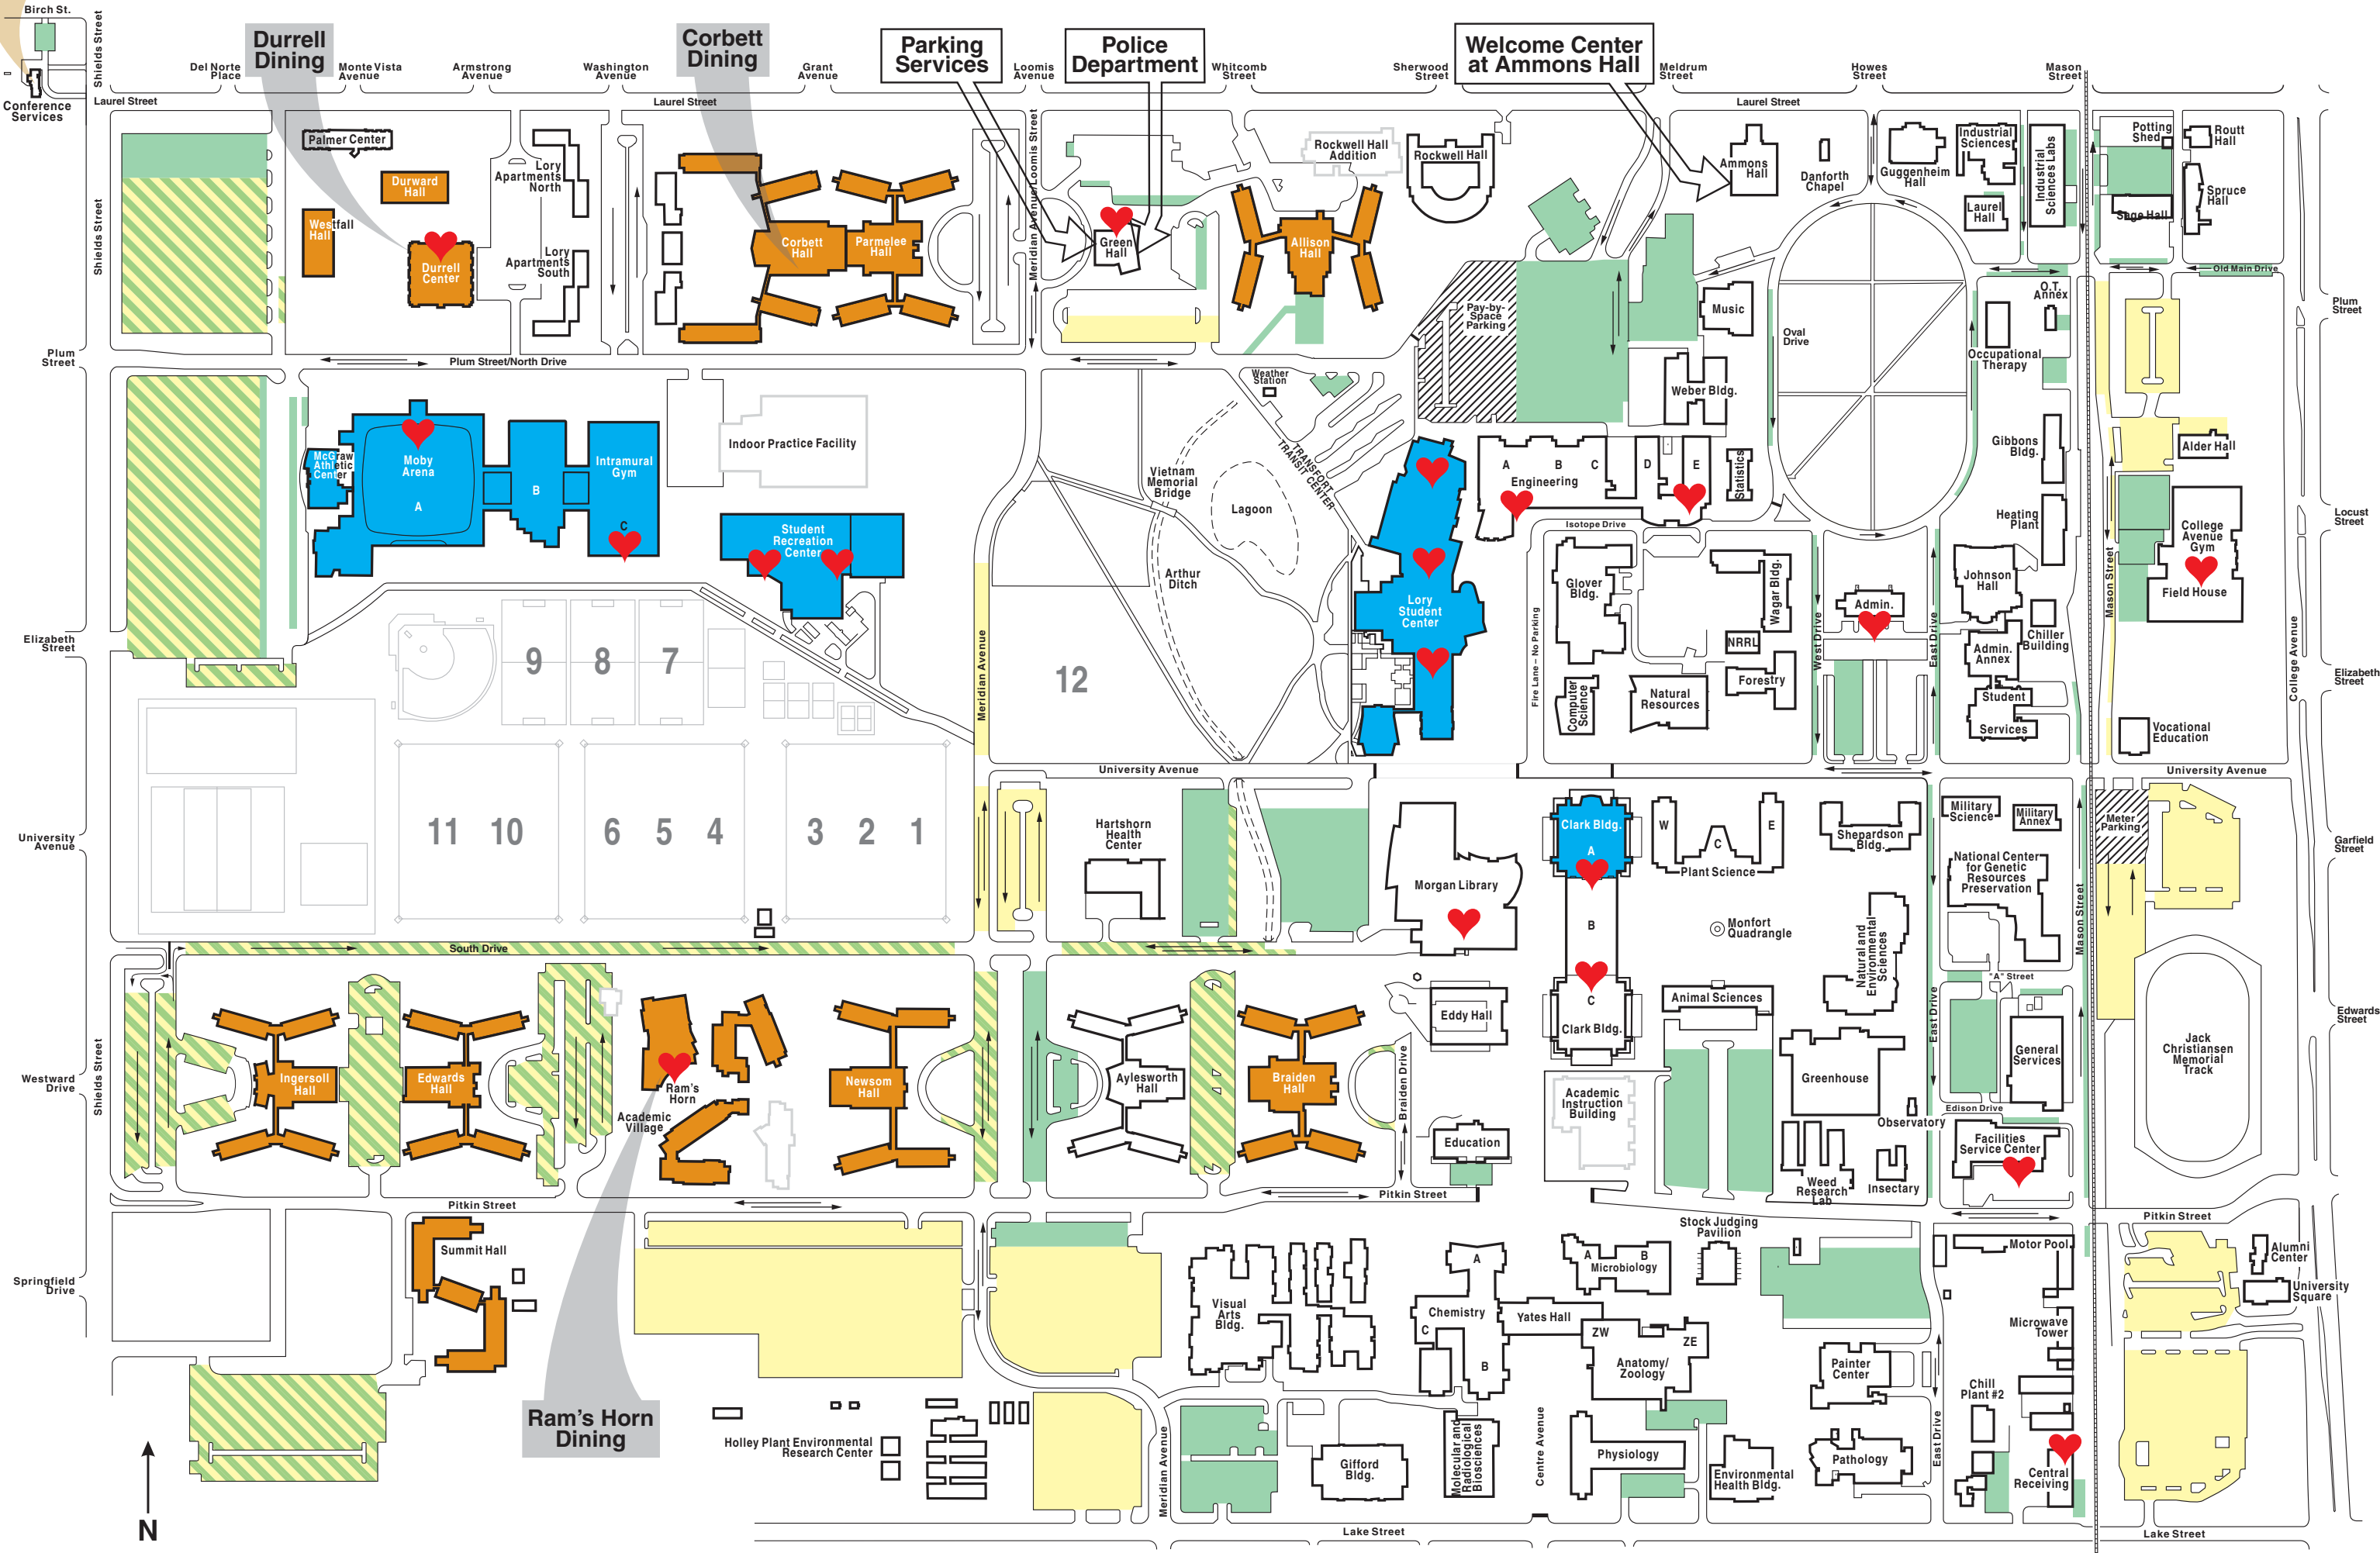 Birch St.
Shields Street
Conference
Services
Durrell
Dining
Corbett
Dining
Parking
Services
Police
Department
Welcome Center
at Ammons Hall
Del Norte
Place
Monte Vista
Avenue
Armstrong
Avenue
Washington
Avenue
Grant
Avenue
Loomis
Avenue
Whitcomb
Street
Sherwood
Street
Meldrum
Street
Howes
Street
Mason
Street
Laurel Street
Laurel Street
Laurel Street
Palmer Center
Durward
Hall
Westfall
Hall
Durrell
Center
Lory
Apartments
North
Lory
Apartments
South
Corbett
Hall
Parmelee
Hall
Meridian Avenue/Loomis Street
Green
Hall
Allison
Hall
Rockwell Hall
Addition
Rockwell Hall
Ammons
Hall
Danforth
Chapel
Guggenheim
Hall
Industrial
Sciences
Laurel
Hall
Industrial
Sciences Labs
Potting
Shed
Routt
Hall
Spruce
Hall
Sage Hall
Old Main Drive
Shields Street
Pay-by-
Space
Parking
Music
Oval
Drive
O.T.
Annex
Occupational
Therapy
Plum
Street
Plum
Street
Plum Street/North Drive
Weather
Station
Weber Bldg.
McGraw
Athletic
Center
Moby
Arena
A
B
Intramural
Gym
C
Indoor Practice Facility
Student
Recreation
Center
Vietnam
Memorial
Bridge
TRANSFORT
TRANSIT CENTER
Lagoon
Arthur
Ditch
A
B
C
D
E
Engineering
Statistics
Isotope Drive
Gibbons
Bldg.
Alder Hall
Heating
Plant
College
Avenue
Gym
Field House
Locust
Street
Mason Street
Lory
Student
Center
Glover
Bldg.
Wagar Bldg.
NRRL
Forestry
Computer
Science
Natural
Resources
Fire Lane – No Parking
West Drive
Admin.
East Drive
Johnson
Hall
Chiller
Building
Admin.
Annex
Student
Services
Vocational
Education
College Avenue
Elizabeth
Street
Elizabeth
Street
9
8
7
12
Meridian Avenue
University Avenue
University Avenue
University
Avenue
11
10
6
5
4
3
2
1
Hartshorn
Health
Center
Morgan Library
Clark Bldg.
A
B
C
Clark Bldg.
W
C
E
Plant Science
Shepardson
Bldg.
Military
Science
Military
Annex
Meter
Parking
Garfield
Street
National Center
for Genetic
Resources
Preservation
Monfort
Quadrangle
Natural and
Environmental
Sciences
Mason Street
South Drive
"A" Street
Eddy Hall
Animal Sciences
East Drive
General
Services
Jack
Christiansen
Memorial
Track
Edwards
Street
Westward
Drive
Shields Street
Ingersoll
Hall
Edwards
Hall
Ram's
Horn
Academic
Village
Newsom
Hall
Aylesworth
Hall
Braiden
Hall
Braiden Drive
Education
Academic
Instruction
Building
Greenhouse
Observatory
Edison Drive
Facilities
Service Center
Weed
Research
Lab
Insectary
Pitkin Street
Pitkin Street
Pitkin Street
Summit Hall
Springfield
Drive
Visual
Arts
Bldg.
A
Chemistry
C
B
A
B
Microbiology
Yates Hall
ZW
ZE
Anatomy/
Zoology
Stock Judging
Pavilion
Motor Pool
Alumni
Center
University
Square
Microwave
Tower
Painter
Center
Chill
Plant #2
East Drive
Ram's Horn
Dining
Holley Plant Environmental
Research Center
Meridian Avenue
Gifford
Bldg.
Molecular and
Radiological
Biosciences
Centre Avenue
Physiology
Environmental
Health Bldg.
Pathology
Central
Receiving
Lake Street
Lake Street
N